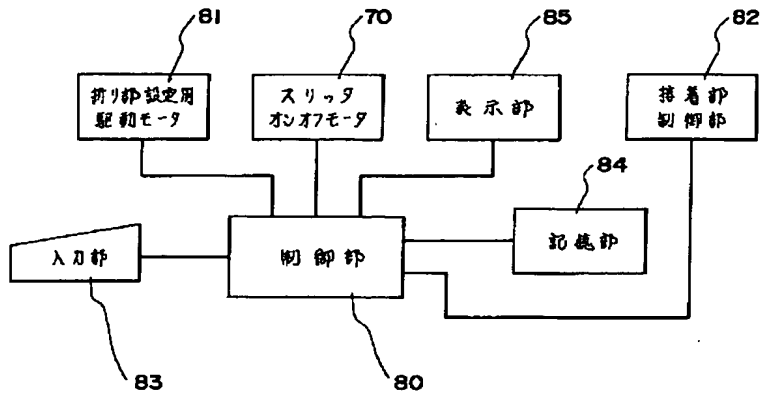 81
70
85
82
折り部設定用
駆動モータ
スリッタ
オンオフモータ
表示部
接着部
制御部
84
入力部
制御部
記憶部
83
80